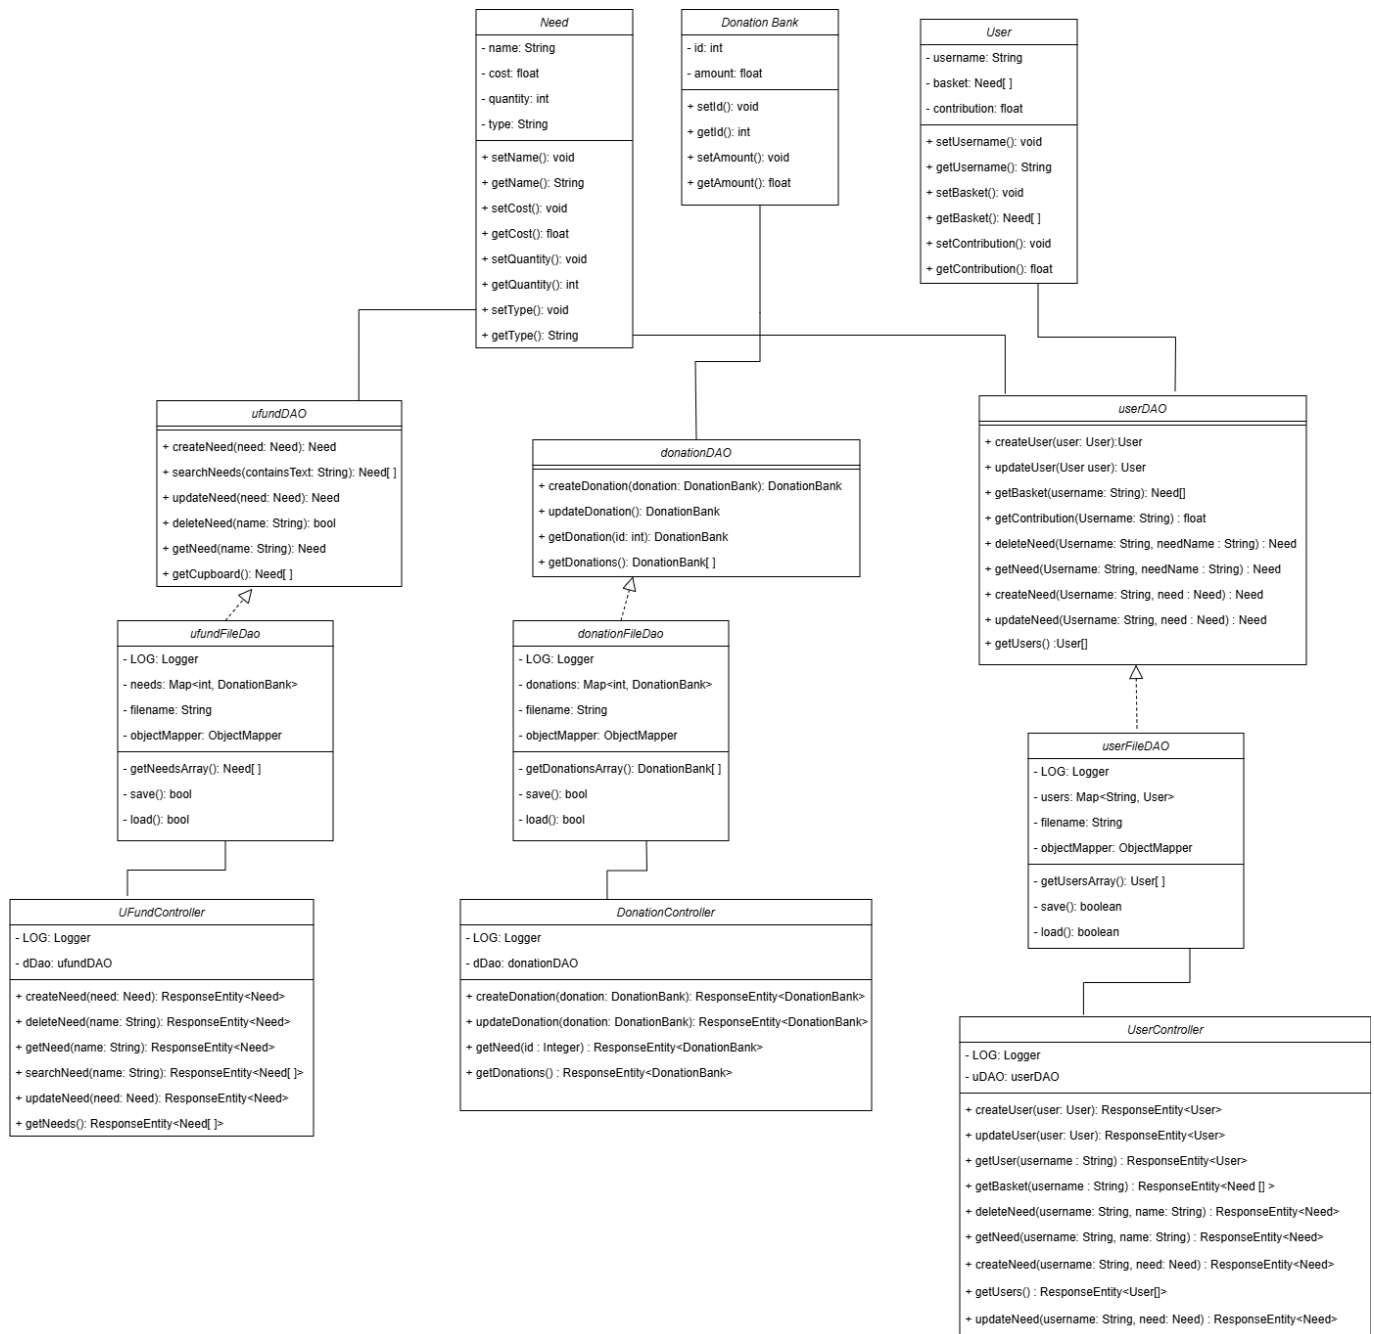 Need
- name: String
- cost: float
- quantity: int
- type: String
+ setName(): void
+ getName(): String
+ setCost(): void
+ getCost(): float
+ setQuantity(): void
+ getQuantity(): int
+ setType(): void
+ getType(): String
Donation Bank
- id: int
- amount: float
+ setId(): void
+ getId(): int
+ setAmount(): void
+ getAmount(): float
User
- username: String
- basket: Need[ ]
- contribution: float
+ setUsername(): void
+ getUsername(): String
+ setBasket(): void
+ getBasket(): Need[ ]
+ setContribution(): void
+ getContribution(): float
ufundDAO
+ createNeed(need: Need): Need
+ searchNeeds(containsText: String): Need[ ]
+ updateNeed(need: Need): Need
+ deleteNeed(name: String): bool
+ getNeed(name: String): Need
+ getCupboard(): Need[ ]
donationDAO
+ createDonation(donation: DonationBank): DonationBank
+ updateDonation(): DonationBank
+ getDonation(id: int): DonationBank
+ getDonations(): DonationBank[ ]
userDAO
+ createUser(user: User):User
+ updateUser(User user): User
+ getBasket(username: String): Need[]
+ getContribution(Username: String) : float
+ deleteNeed(Username: String, needName : String) : Need
+ getNeed(Username: String, needName : String) : Need
+ createNeed(Username: String, need : Need) : Need
+ updateNeed(Username: String, need : Need) : Need
+ getUsers() :User[]
ufundFileDao
- LOG: Logger
- needs: Map<int, DonationBank>
- filename: String
- objectMapper: ObjectMapper
- getNeedsArray(): Need[ ]
- save(): bool
- load(): bool
donationFileDao
- LOG: Logger
- donations: Map<int, DonationBank>
- filename: String
- objectMapper: ObjectMapper
- getDonationsArray(): DonationBank[ ]
- save(): bool
- load(): bool
userFileDAO
- LOG: Logger
- users: Map<String, User>
- filename: String
- objectMapper: ObjectMapper
- getUsersArray(): User[ ]
- save(): boolean
- load(): boolean
UFundController
- LOG: Logger
- dDao: ufundDAO
+ createNeed(need: Need): ResponseEntity<Need>
+ deleteNeed(name: String): ResponseEntity<Need>
+ getNeed(name: String): ResponseEntity<Need>
+ searchNeed(name: String): ResponseEntity<Need[ ]>
+ updateNeed(need: Need): ResponseEntity<Need>
+ getNeeds(): ResponseEntity<Need[ ]>
DonationController
- LOG: Logger
- dDao: donationDAO
+ createDonation(donation: DonationBank): ResponseEntity<DonationBank>
+ updateDonation(donation: DonationBank): ResponseEntity<DonationBank>
+ getNeed(id : Integer) : ResponseEntity<DonationBank>
+ getDonations() : ResponseEntity<DonationBank>
UserController
- LOG: Logger
- uDAO: userDAO
+ createUser(user: User): ResponseEntity<User>
+ updateUser(user: User): ResponseEntity<User>
+ getUser(username : String) : ResponseEntity<User>
+ getBasket(username : String) : ResponseEntity<Need [] >
+ deleteNeed(username: String, name: String) : ResponseEntity<Need>
+ getNeed(username: String, name: String) : ResponseEntity<Need>
+ createNeed(username: String, need: Need) : ResponseEntity<Need>
+ getUsers() : ResponseEntity<User[]>
+ updateNeed(username: String, need: Need) : ResponseEntity<Need>